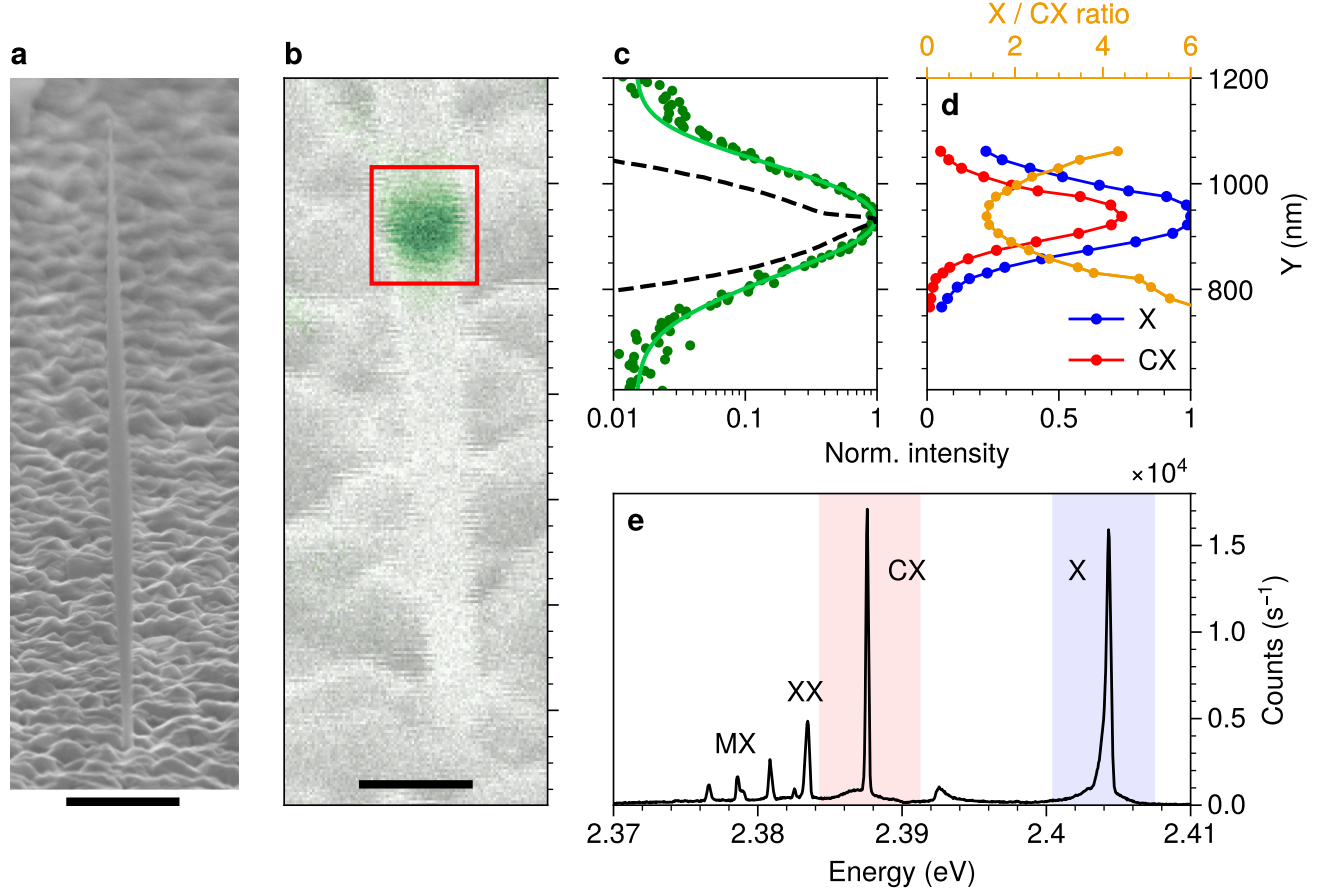 a
b
c
X / CX ratio
0 2 4 6
d
1200
1000
800
Y (nm)
X
CX
0.01 0.1 1
0 0.5 1
Norm. intensity
×10⁴
e
CX
X
XX
MX
1.5
1.0
0.5
0.0
Counts (s⁻¹)
2.37 2.38 2.39 2.4 2.41
Energy (eV)